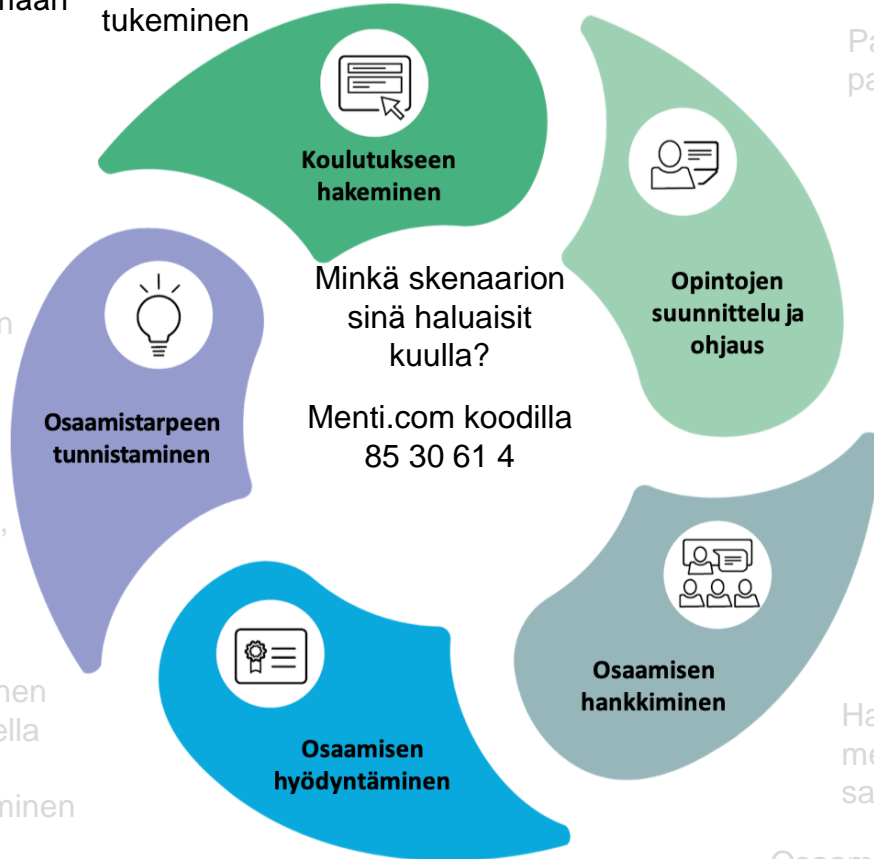 tukeminen
Koulutukseen
hakeminen
Opintojen
suunnittelu ja
ohjaus
Minkä skenaarion
sinä haluaisit
kuulla?
Menti.com koodilla
85 30 61 4
Osaamistarpeen
tunnistaminen
Osaamisen
hankkiminen
Osaamisen
hyödyntäminen